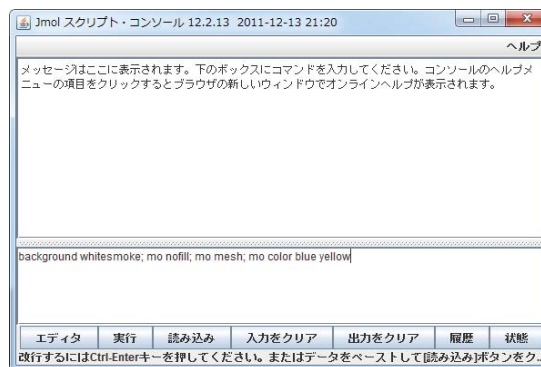 Jmol スクリプト・コンソール 12.2.13 2011-12-13 21:20
ヘルプ
メッセージはここに表示されます。下のボックスにコマンドを入力してください。コンソールのヘルプメ
ニューの項目をクリックするとブラウザの新しいウィンドウでオンラインヘルプが表示されます。
background whitesmoke; mo nofill; mo mesh; mo color blue yellow
エディタ 実行 読み込み 入力をクリア 出力をクリア 履歴 状態
改行するにはCtrl-Enterキーを押してください。またはデータをペーストして[読み込み]ボタンをク...